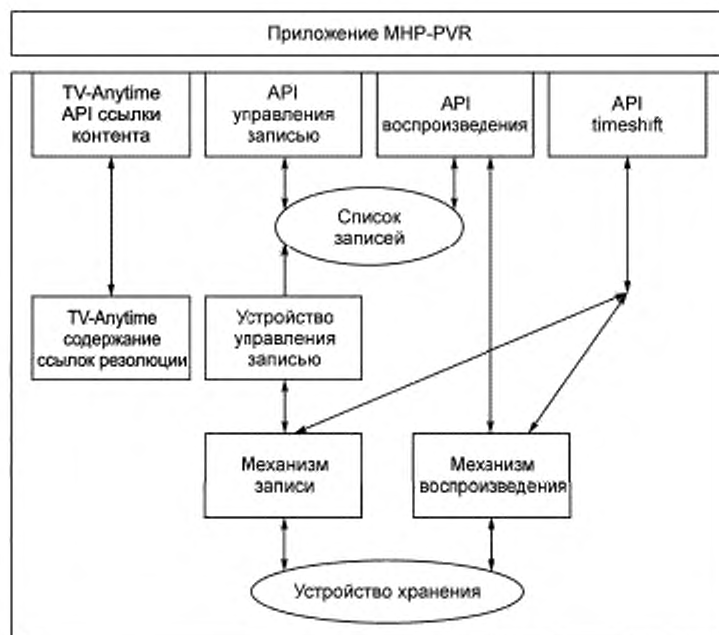 Приложение MHP-PVR
TV-Anytime
API ссылки
контента
API
управления
записью
API
воспроизведения
API
timeshift
Список
записей
TV-Anytime
содержание
ссылок резолюции
Устройство
управления
записью
Механизм
записи
Механизм
воспроизведения
Устройство хранения